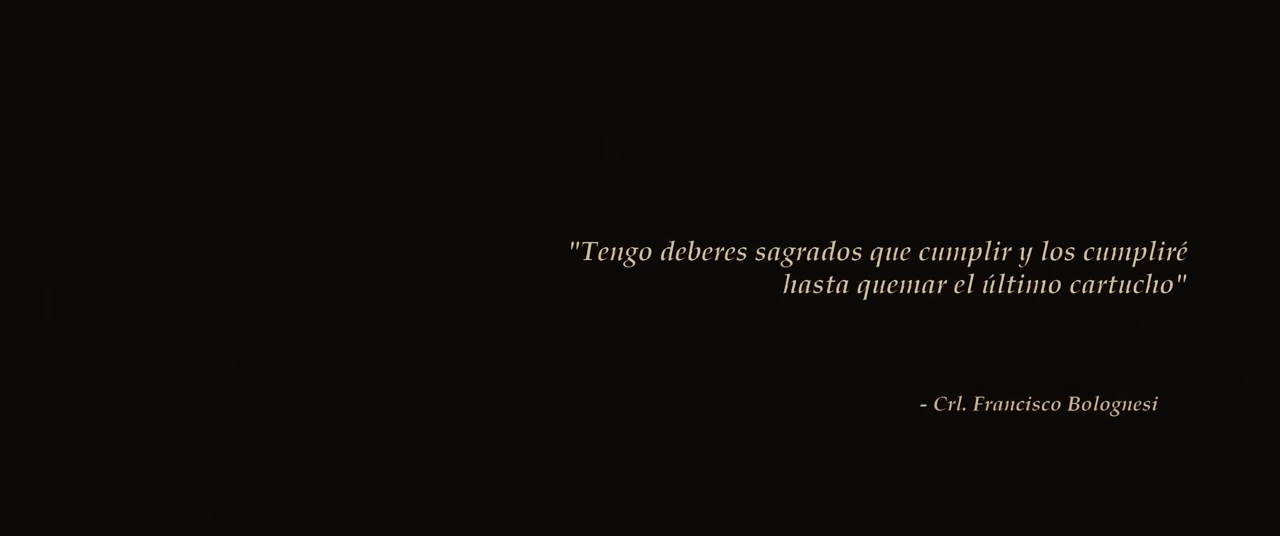 "Tengo deberes sagrados que cumplir y los cumpliré
hasta quemar el último cartucho"
- Crl. Francisco Bolognesi